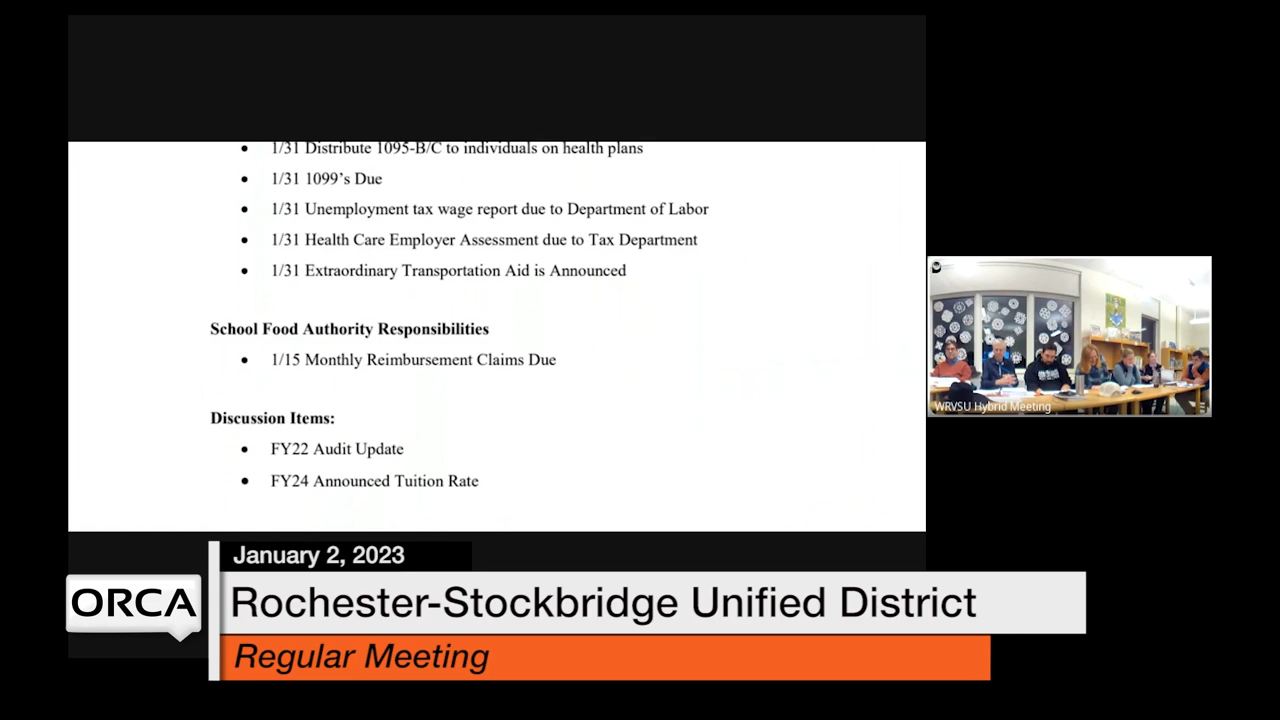 • 1/31 Distribute 1095-B/C to individuals on health plans
• 1/31 1099’s Due
• 1/31 Unemployment tax wage report due to Department of Labor
• 1/31 Health Care Employer Assessment due to Tax Department
• 1/31 Extraordinary Transportation Aid is Announced
School Food Authority Responsibilities
• 1/15 Monthly Reimbursement Claims Due
Discussion Items:
• FY22 Audit Update
• FY24 Announced Tuition Rate
WRVSU Hybrid Meeting
January 2, 2023
ORCA
Rochester-Stockbridge Unified District
Regular Meeting